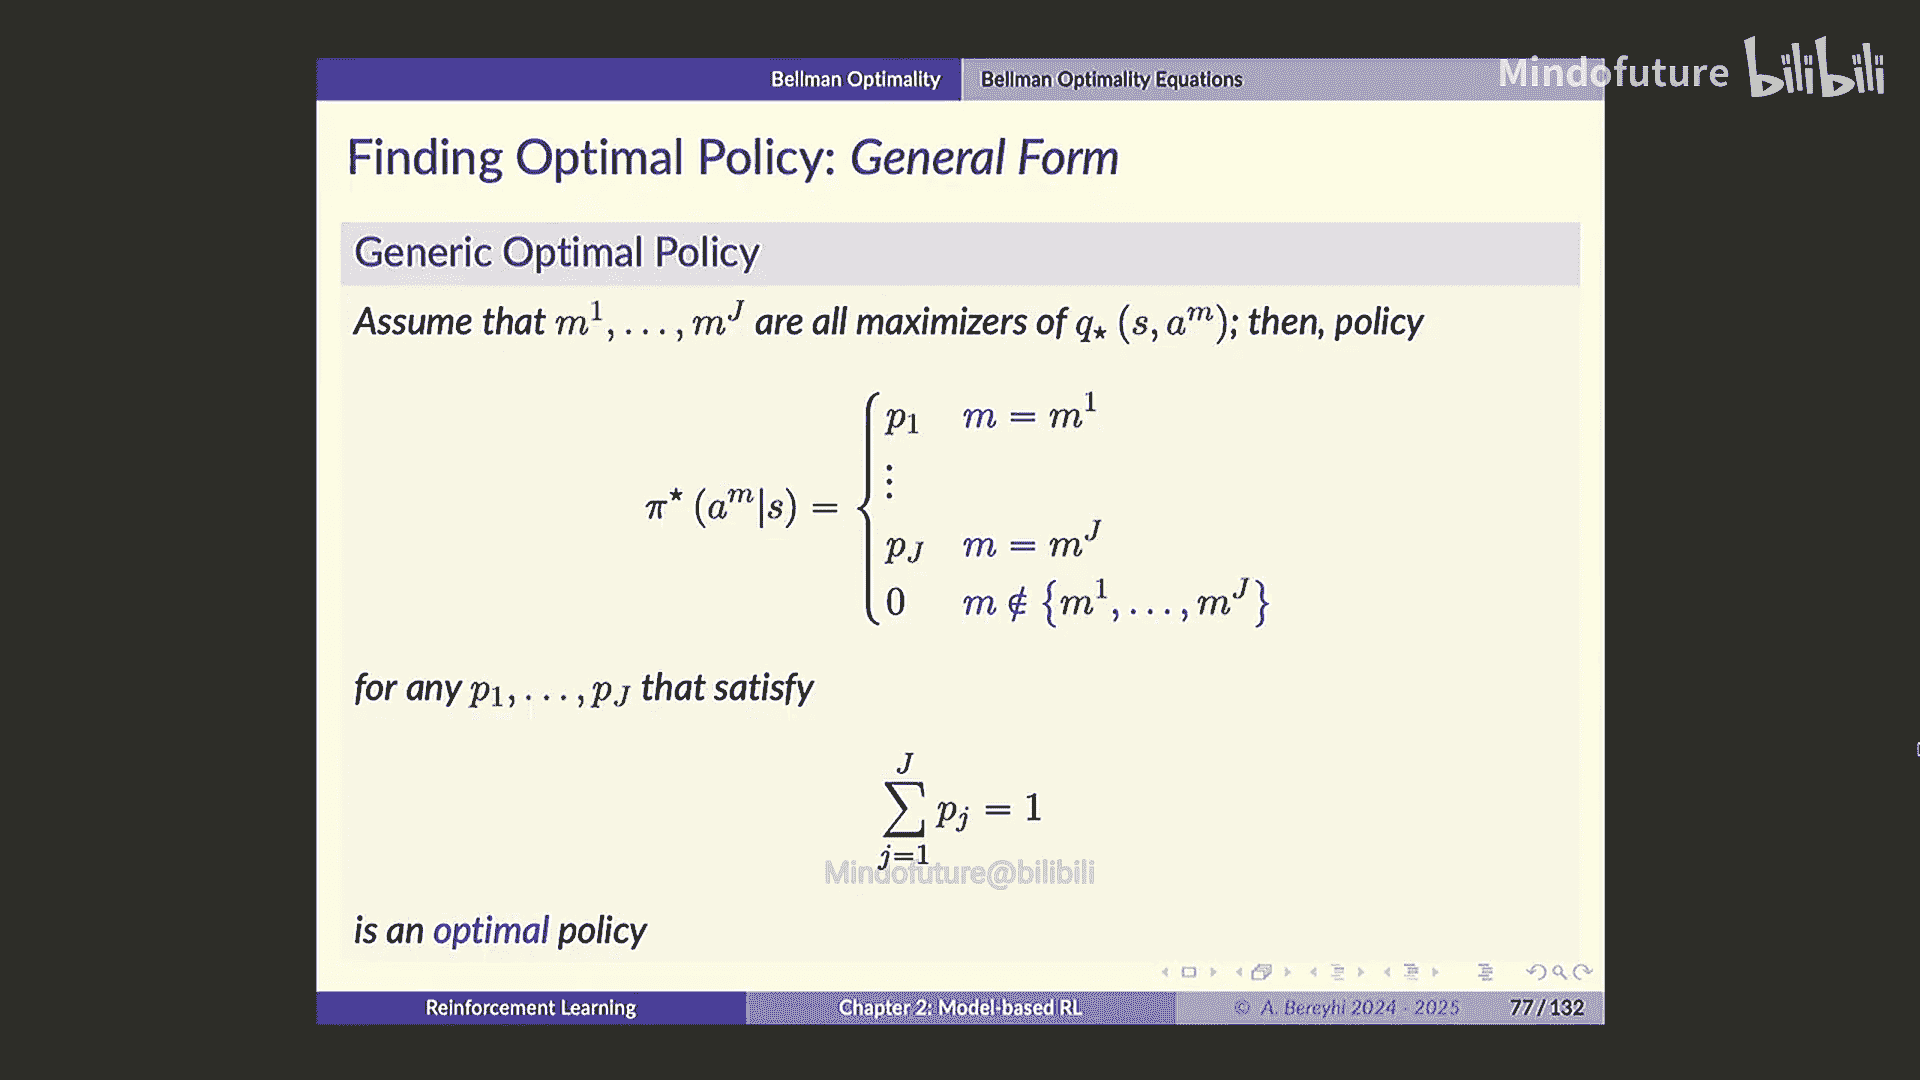 Mindofuture bilibili
Bellman Optimality Bellman Optimality Equations
Finding Optimal Policy: General Form
Generic Optimal Policy
Assume that m¹, . . . , mᴶ are all maximizers of q⋆ (s, aᵐ); then, policy
p₁ m = m¹
⋮
π⋆ (aᵐ|s) =
p_J m = mᴶ
0 m ∉ {m¹, . . . , mᴶ}
for any p₁, . . . , p_J that satisfy
J
∑ pⱼ = 1
j=1
Mindofuture@bilibili
is an optimal policy
Reinforcement Learning Chapter 2: Model-based RL © A. Bereyhi 2024 - 2025 77 / 132